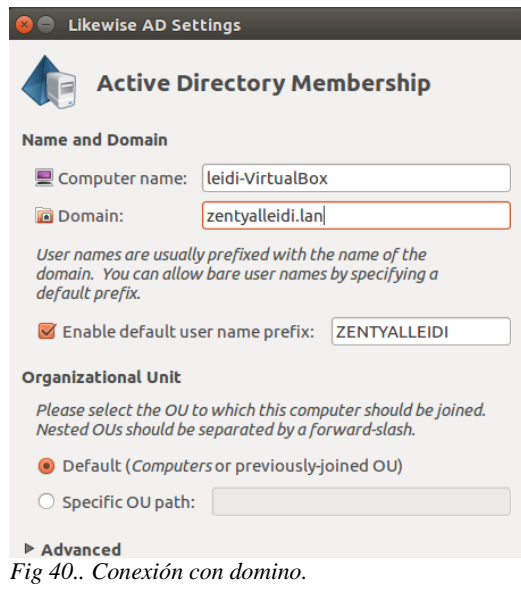 Likewise AD Settings
Active Directory Membership
Name and Domain
Computer name: leidi-VirtualBox
Domain: zentyalleidi.lan
User names are usually prefixed with the name of the
domain. You can allow bare user names by specifying a
default prefix.
Enable default user name prefix: ZENTYALLEIDI
Organizational Unit
Please select the OU to which this computer should be joined.
Nested OUs should be separated by a forward-slash.
Default (Computers or previously-joined OU)
Specific OU path:
Advanced
Fig 40.. Conexión con domino.